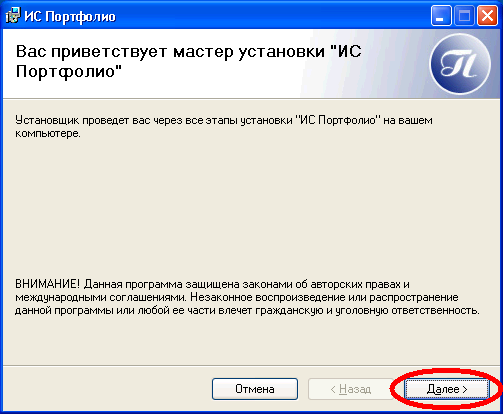 ИС Портфолио
Вас приветствует мастер установки "ИС
Портфолио"
П
Установщик проведет вас через все этапы установки "ИС Портфолио" на вашем
компьютере.
ВНИМАНИЕ! Данная программа защищена законами об авторских правах и
международными соглашениями. Незаконное воспроизведение или распространение
данной программы или любой ее части влечет гражданскую и уголовную ответственность.
Отмена
< Назад
Далее >